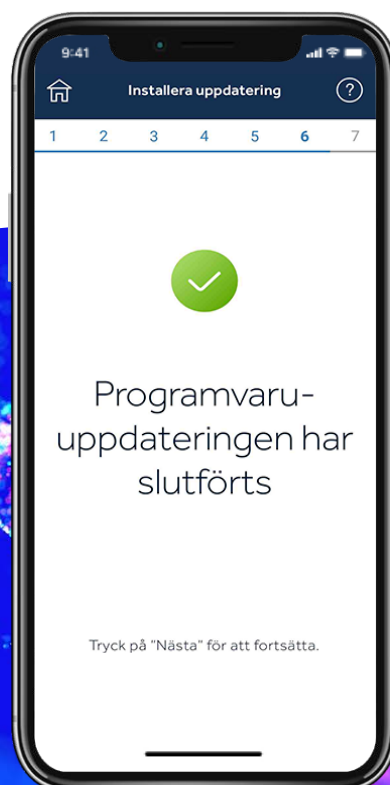 9:41
Installera uppdatering
?
1 2 3 4 5 6 7
Programvaru-
uppdateringen har
slutförts
Tryck på "Nästa" för att fortsätta.